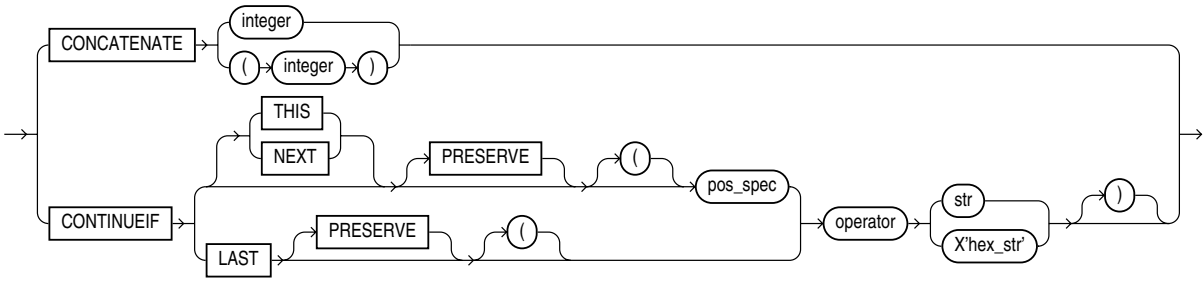 CONCATENATE
integer
( integer )
CONTINUEIF
THIS
NEXT
PRESERVE
(
pos_spec
LAST
PRESERVE
(
operator
str
X'hex_str'
)